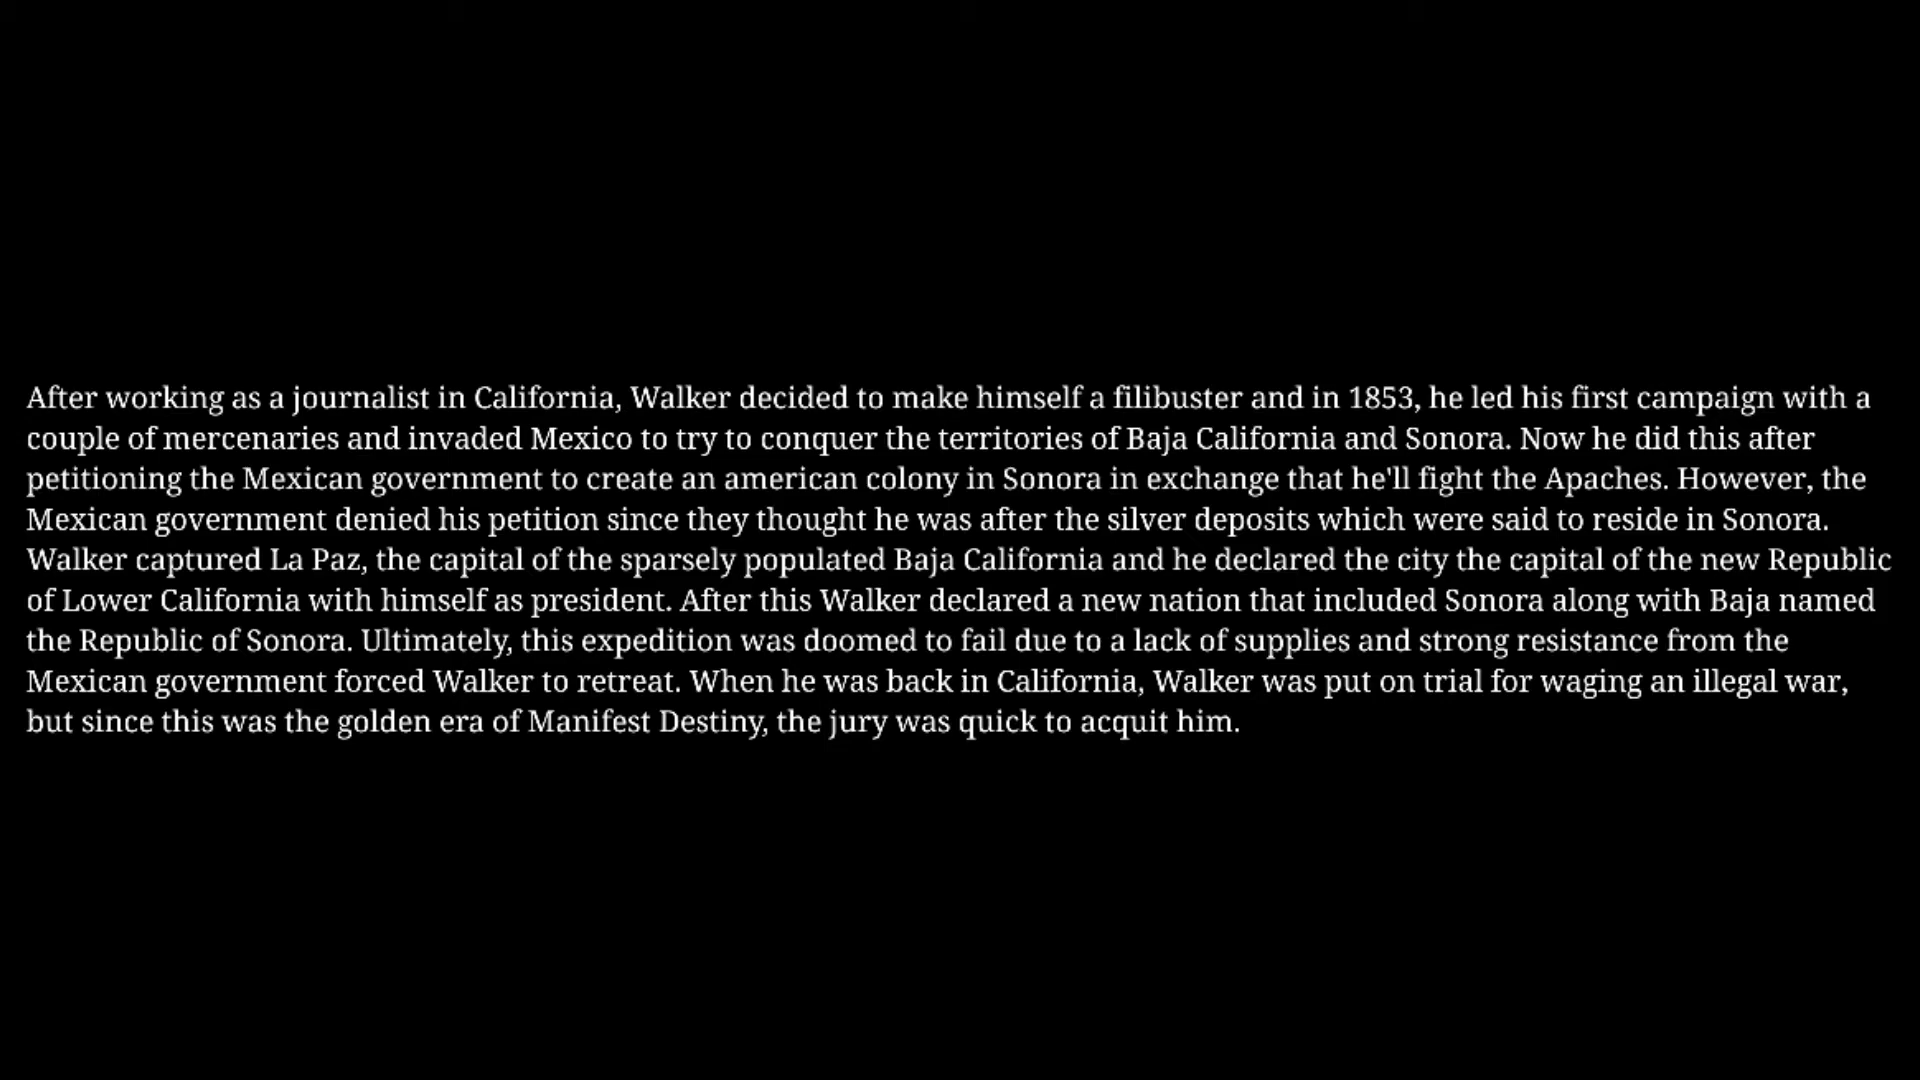 After working as a journalist in California, Walker decided to make himself a filibuster and in 1853, he led his first campaign with a
couple of mercenaries and invaded Mexico to try to conquer the territories of Baja California and Sonora. Now he did this after
petitioning the Mexican government to create an american colony in Sonora in exchange that he'll fight the Apaches. However, the
Mexican government denied his petition since they thought he was after the silver deposits which were said to reside in Sonora.
Walker captured La Paz, the capital of the sparsely populated Baja California and he declared the city the capital of the new Republic
of Lower California with himself as president. After this Walker declared a new nation that included Sonora along with Baja named
the Republic of Sonora. Ultimately, this expedition was doomed to fail due to a lack of supplies and strong resistance from the
Mexican government forced Walker to retreat. When he was back in California, Walker was put on trial for waging an illegal war,
but since this was the golden era of Manifest Destiny, the jury was quick to acquit him.